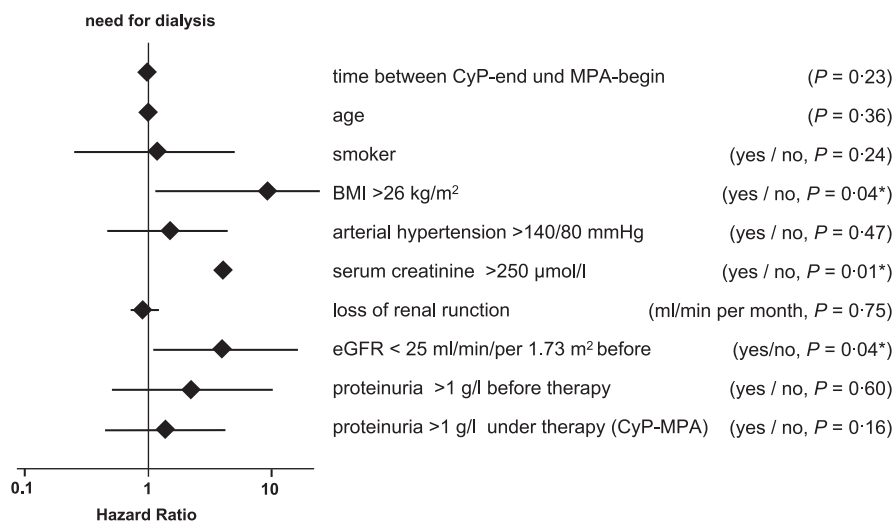 need for dialysis
time between CyP-end und MPA-begin (P = 0·23)
age (P = 0·36)
smoker (yes / no, P = 0·24)
BMI >26 kg/m² (yes / no, P = 0·04*)
arterial hypertension >140/80 mmHg (yes / no, P = 0·47)
serum creatinine >250 µmol/l (yes / no, P = 0·01*)
loss of renal runction (ml/min per month, P = 0·75)
eGFR < 25 ml/min/per 1.73 m² before (yes/no, P = 0·04*)
proteinuria >1 g/l before therapy (yes / no, P = 0·60)
proteinuria >1 g/l under therapy (CyP-MPA) (yes / no, P = 0·16)
0.1 1 10
Hazard Ratio